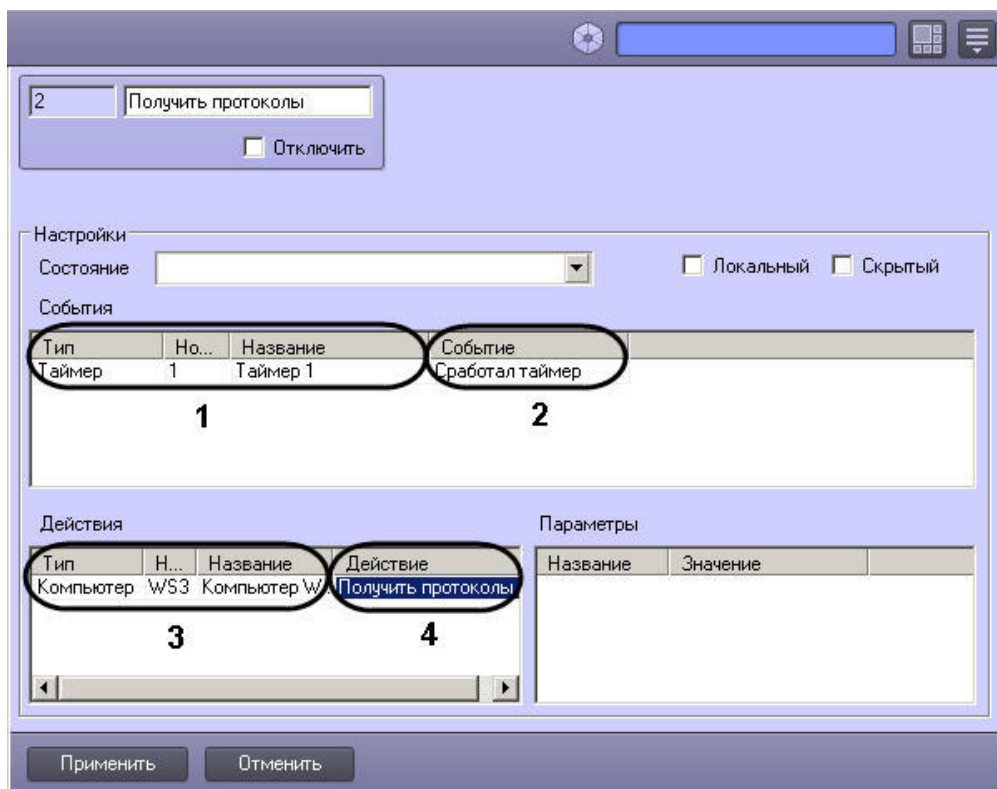 2 Получить протоколы
Отключить
Настройки
Состояние Локальный Скрытый
События
Тип Но... Название Событие
Таймер 1 Таймер 1 Сработал таймер
1 2
Действия Параметры
Тип Н... Название Действие Название Значение
Компьютер WS3 Компьютер W... Получить протоколы
3 4
Применить Отменить